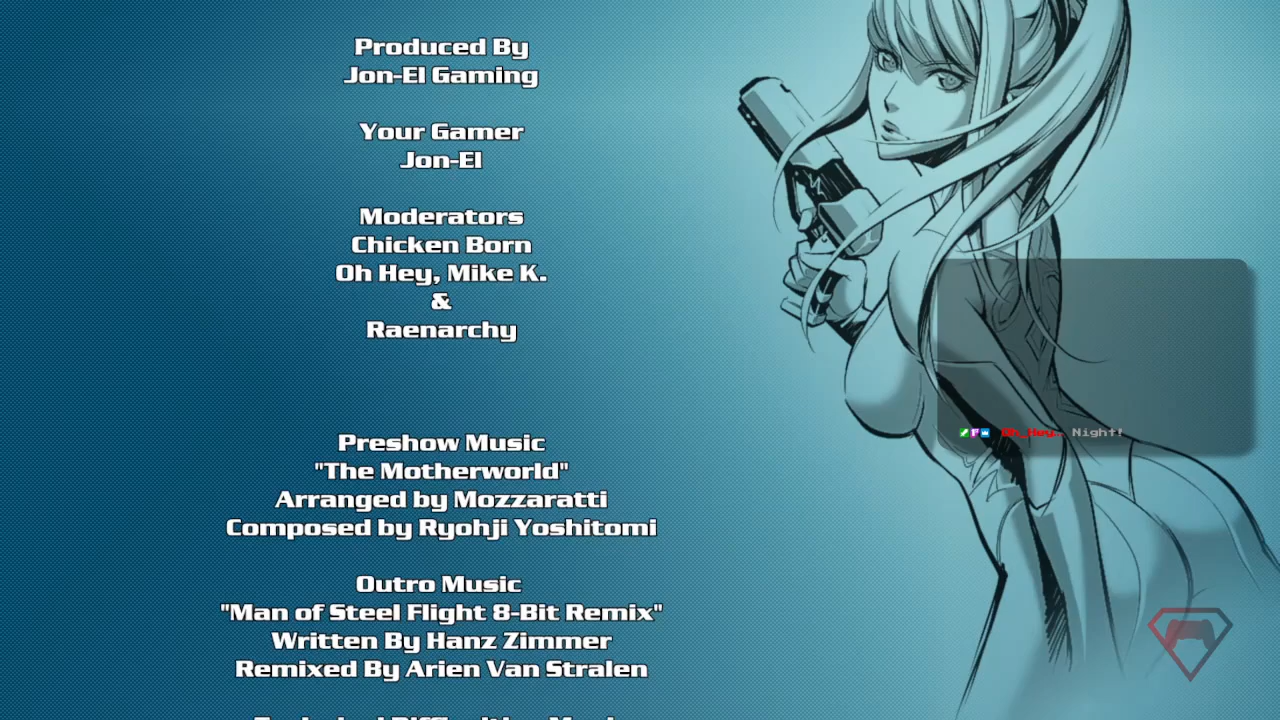 Produced By
Jon-El Gaming
Your Gamer
Jon-El
Moderators
Chicken Born
Oh Hey, Mike K.
&
Raenarchy
Preshow Music
"The Motherworld"
Arranged by Mozzaratti
Composed by Ryohji Yoshitomi
Outro Music
"Man of Steel Flight 8-Bit Remix"
Written By Hanz Zimmer
Remixed By Arien Van Stralen
Oh_Hey… Night!